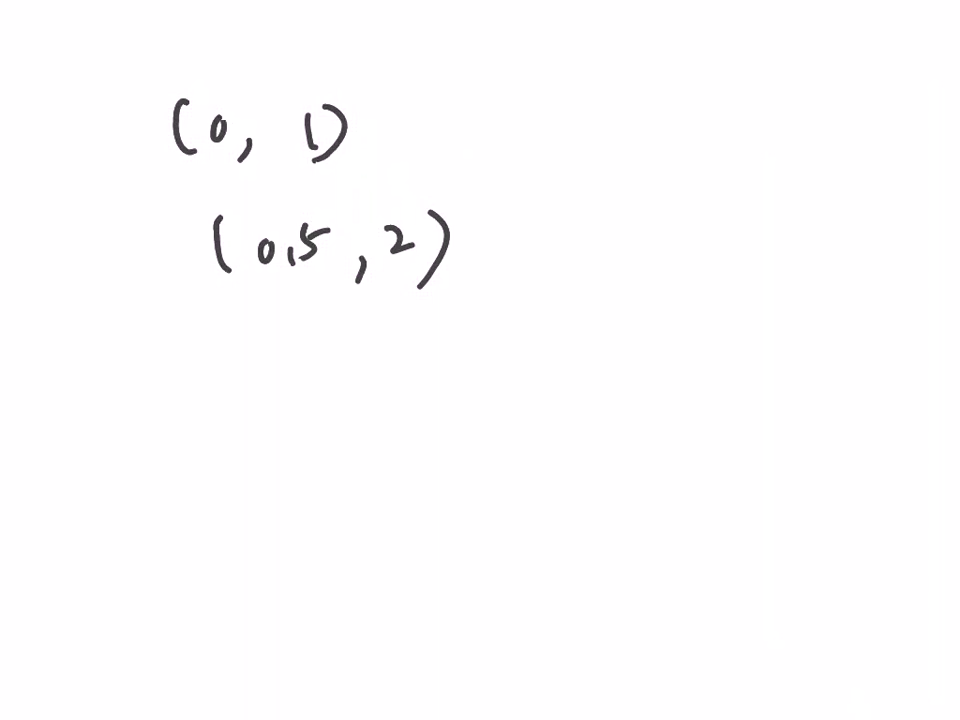 (0, 1)
(0.5, 2)